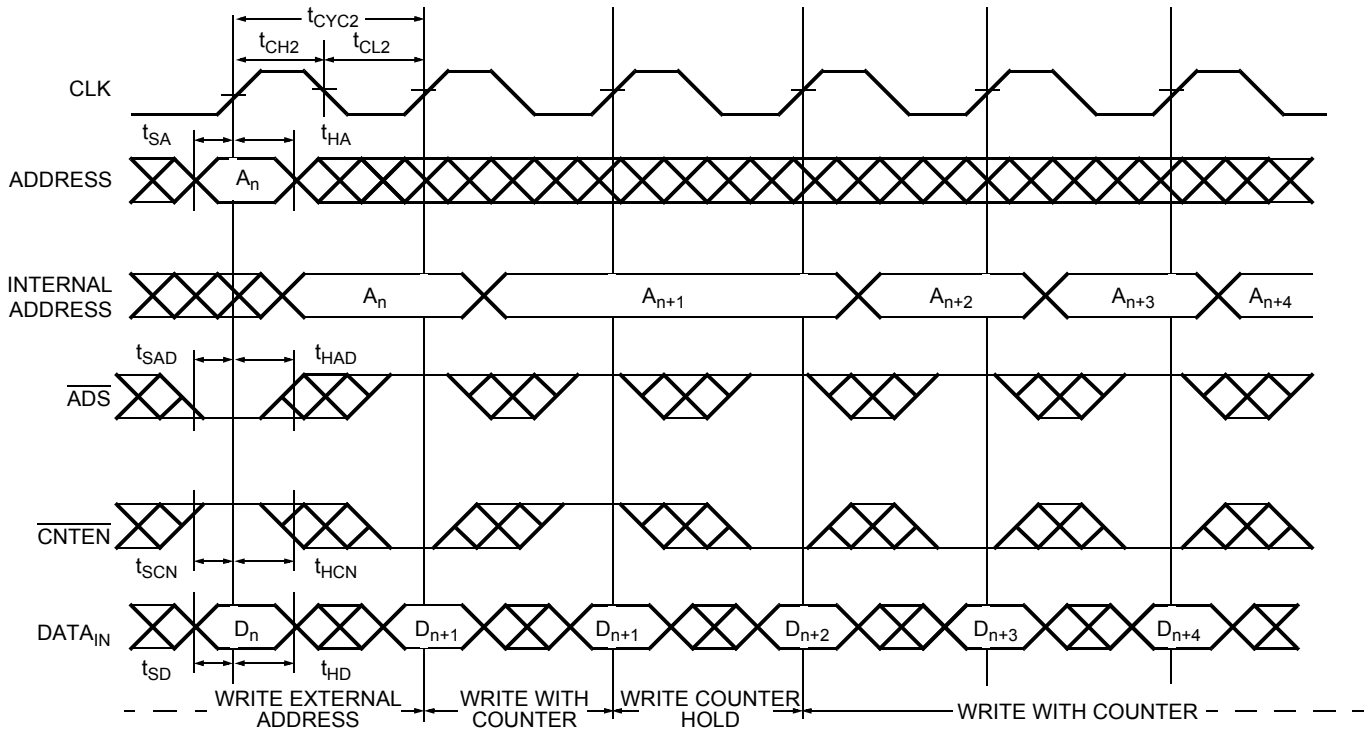 tCYC2
tCH2 tCL2
CLK
tSA tHA
ADDRESS An
INTERNAL
ADDRESS An An+1 An+2 An+3 An+4
tSAD tHAD
ADS
CNTEN
tSCN tHCN
DATAIN Dn Dn+1 Dn+1 Dn+2 Dn+3 Dn+4
tSD tHD
WRITE EXTERNAL
ADDRESS
WRITE WITH
COUNTER
WRITE COUNTER
HOLD
WRITE WITH COUNTER